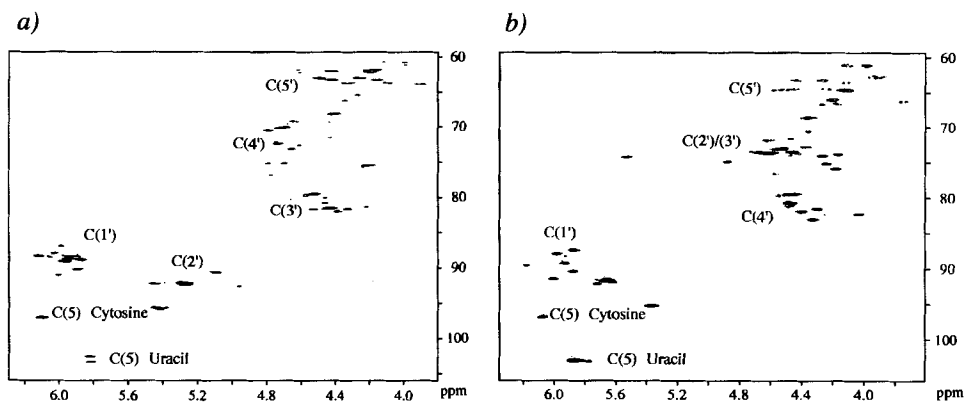 a)
60
C(5')
70
C(4')
80
C(3')
C(1')
90
C(2')
C(5) Cytosine
100
C(5) Uracil
6.0 5.6 5.2 4.8 4.4 4.0 ppm
b)
60
C(5')
70
C(2')/(3')
80
C(4')
C(1')
90
C(5) Cytosine
100
C(5) Uracil
6.0 5.6 5.2 4.8 4.4 4.0 ppm